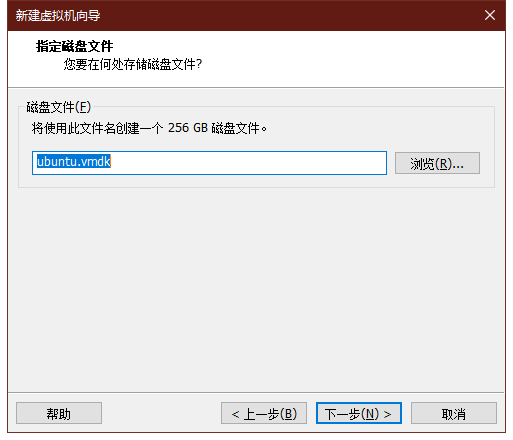 新建虚拟机向导
指定磁盘文件
您要在何处存储磁盘文件?
磁盘文件(F)
将使用此文件名创建一个 256 GB 磁盘文件。
ubuntu.vmdk
浏览(R)...
帮助
< 上一步(B)
下一步(N) >
取消